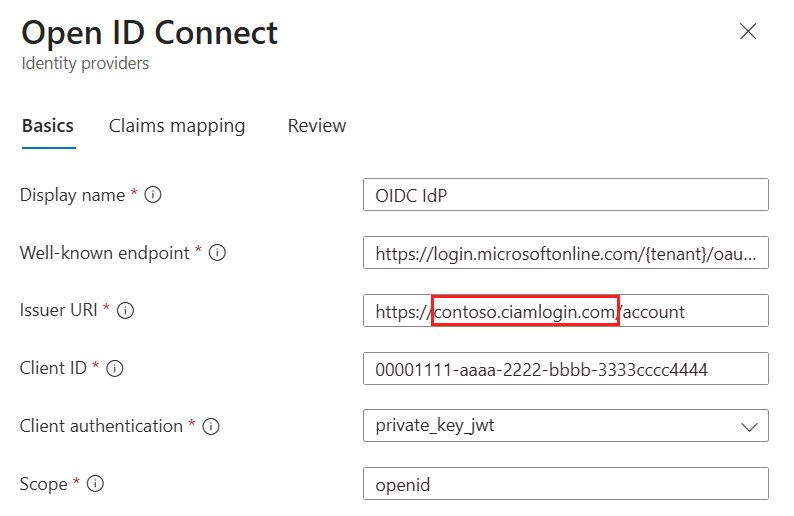 Open ID Connect
Identity providers
Basics Claims mapping Review
Display name * OIDC IdP
Well-known endpoint * https://login.microsoftonline.com/{tenant}/oau...
Issuer URI * https://contoso.ciamlogin.com/account
Client ID * 00001111-aaaa-2222-bbbb-3333cccc4444
Client authentication * private_key_jwt
Scope * openid